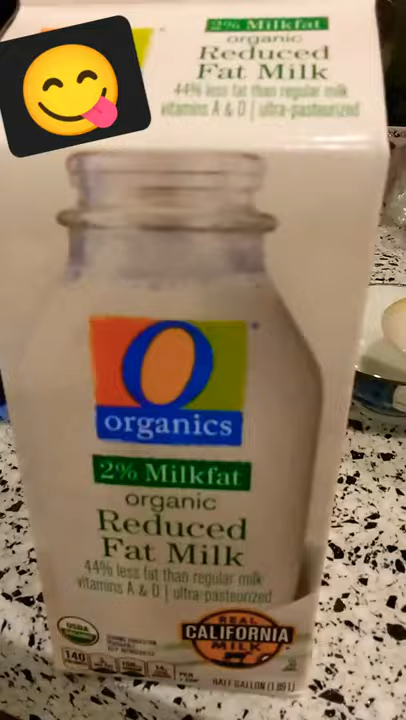 2% Milkfat
organic
Reduced
Fat Milk
44% less fat than regular milk
vitamins A & D | ultra-pasteurized
O
organics
2% Milkfat
organic
Reduced
Fat Milk
44% less fat than regular milk
vitamins A & D | ultra-pasteurized
USDA
REAL
CALIFORNIA
MILK
140
PER
HALF GALLON (1.89 L)